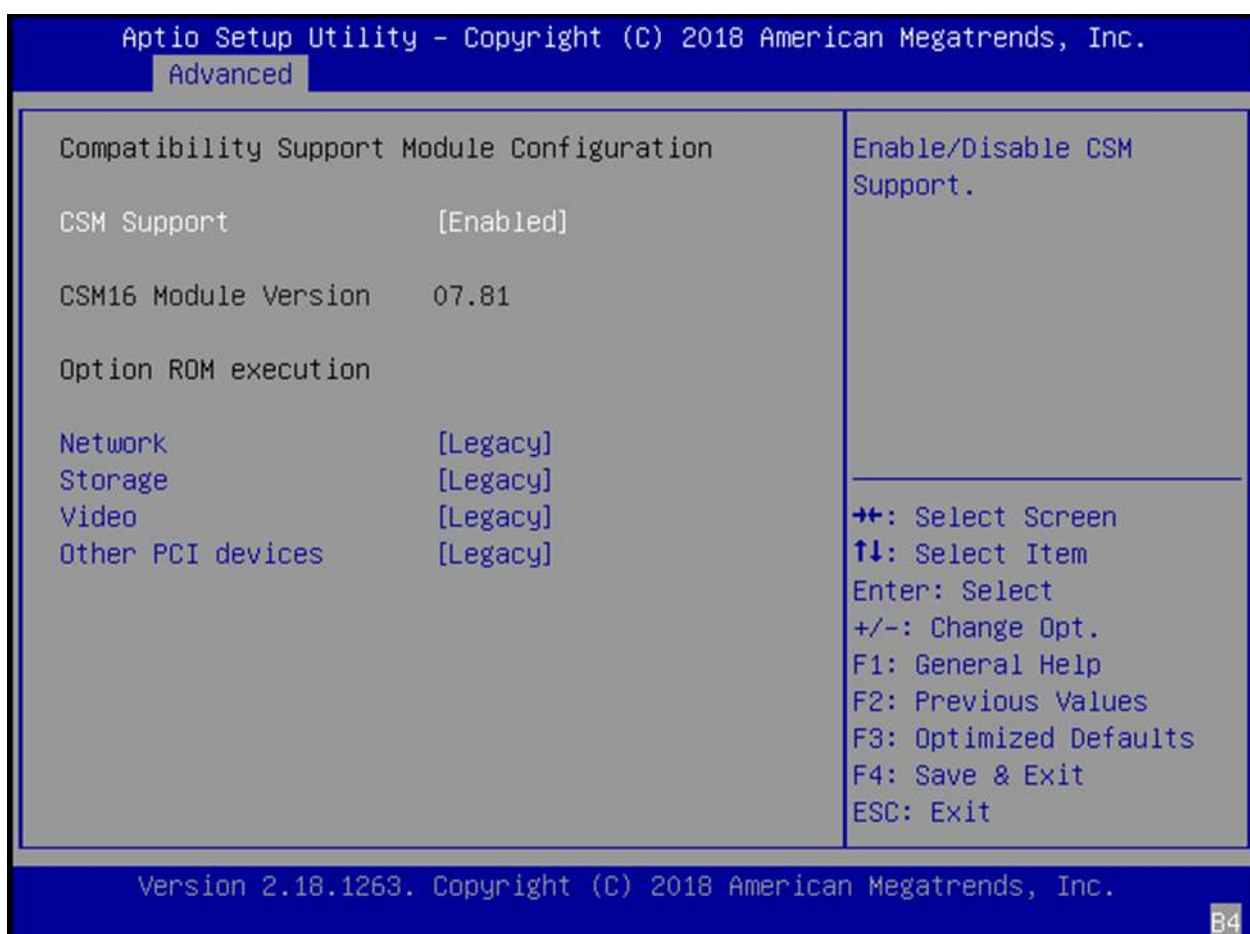 Aptio Setup Utility – Copyright (C) 2018 American Megatrends, Inc.
Advanced
Compatibility Support Module Configuration
CSM Support [Enabled]
CSM16 Module Version 07.81
Option ROM execution
Network [Legacy]
Storage [Legacy]
Video [Legacy]
Other PCI devices [Legacy]
Enable/Disable CSM
Support.
→←: Select Screen
↑↓: Select Item
Enter: Select
+/-: Change Opt.
F1: General Help
F2: Previous Values
F3: Optimized Defaults
F4: Save & Exit
ESC: Exit
Version 2.18.1263. Copyright (C) 2018 American Megatrends, Inc.
B4